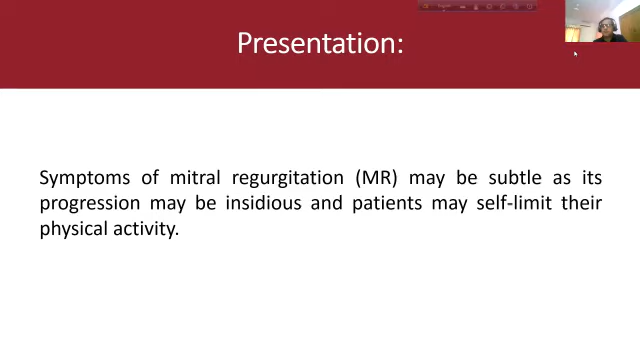 Presentation:
Symptoms of mitral regurgitation (MR) may be subtle as its
progression may be insidious and patients may self-limit their
physical activity.